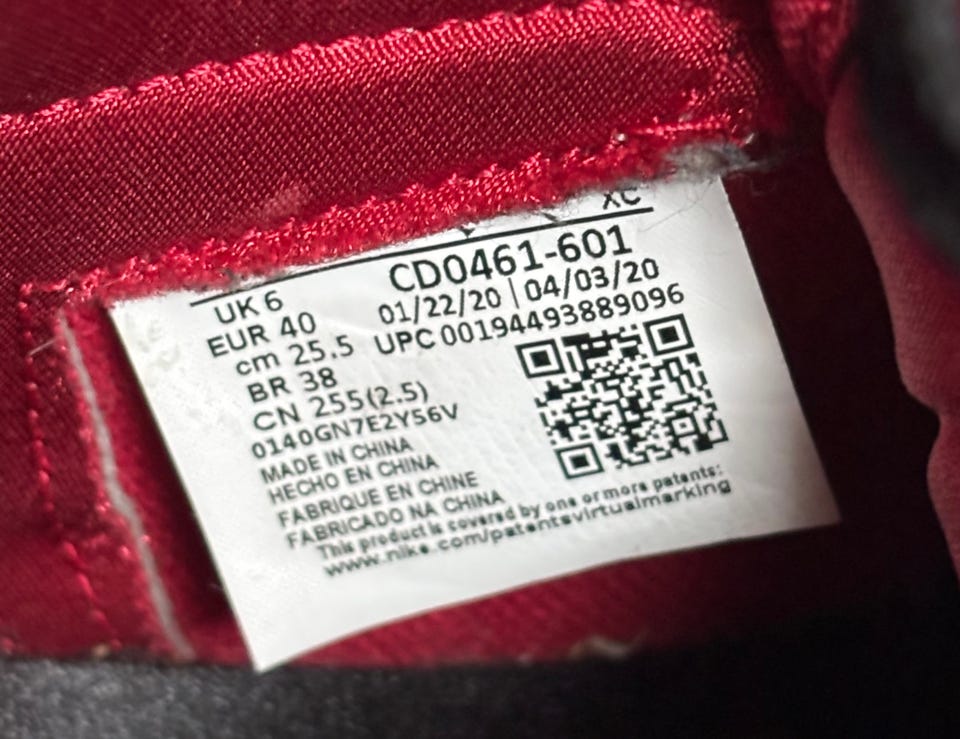 XC
UK 6
EUR 40
cm 25.5
BR 38
CN 255(2.5)
0140GN7E2Y56V
CD0461-601
01/22/20 | 04/03/20
UPC 00194493889096
MADE IN CHINA
HECHO EN CHINA
FABRIQUE EN CHINE
FABRICADO NA CHINA
This product is covered by one or more patents:
www.nike.com/patentsvirtualmarking